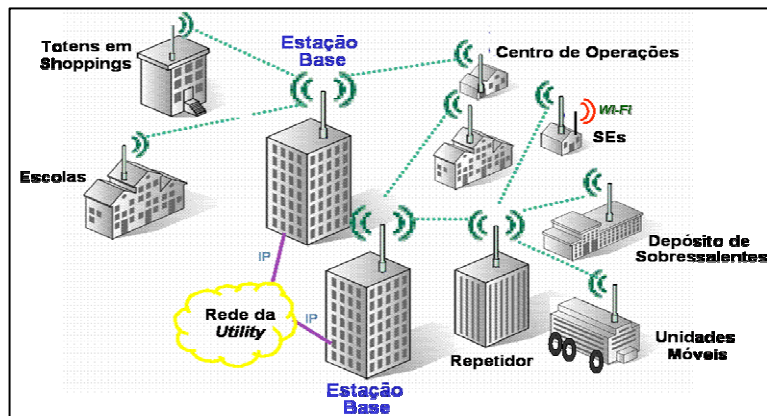 Totens em
Shoppings
Estação
Base
Centro de Operações
WI-FI
SEs
Escolas
Depósito de
Sobressalentes
IP
Rede da
Utility
IP
Repetidor
Unidades
Móveis
Estação
Base